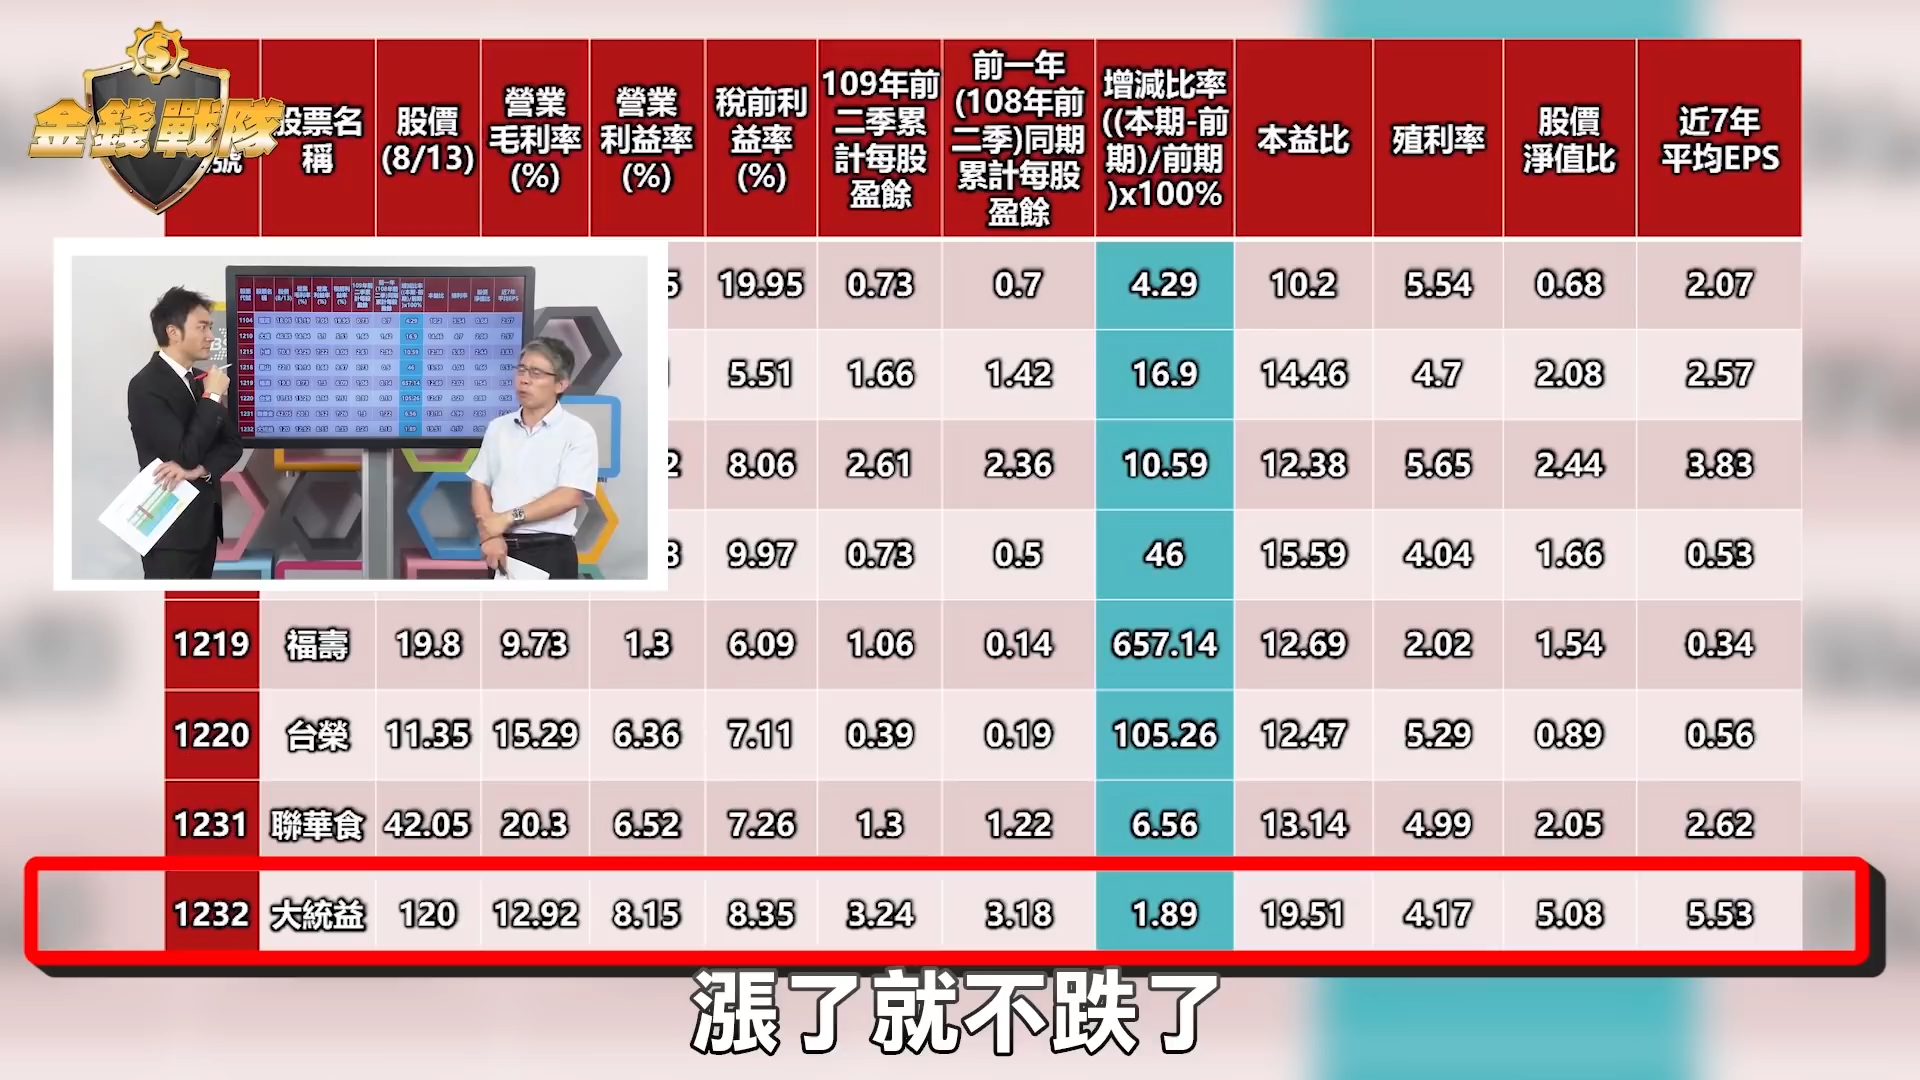 金錢戰隊
號
股票名
稱
股價
(8/13)
營業
毛利率
(%)
營業
利益率
(%)
稅前利
益率
(%)
109年前
二季累
計每股
盈餘
前一年
(108年前
二季)同期
累計每股
盈餘
增減比率
((本期-前
期)/前期
)x100%
本益比
殖利率
股價
淨值比
近7年
平均EPS
5 19.95 0.73 0.7 4.29 10.2 5.54 0.68 2.07
5.51 1.66 1.42 16.9 14.46 4.7 2.08 2.57
2 8.06 2.61 2.36 10.59 12.38 5.65 2.44 3.83
8 9.97 0.73 0.5 46 15.59 4.04 1.66 0.53
1219 福壽 19.8 9.73 1.3 6.09 1.06 0.14 657.14 12.69 2.02 1.54 0.34
1220 台榮 11.35 15.29 6.36 7.11 0.39 0.19 105.26 12.47 5.29 0.89 0.56
1231 聯華食 42.05 20.3 6.52 7.26 1.3 1.22 6.56 13.14 4.99 2.05 2.62
1232 大統益 120 12.92 8.15 8.35 3.24 3.18 1.89 19.51 4.17 5.08 5.53
漲了就不跌了